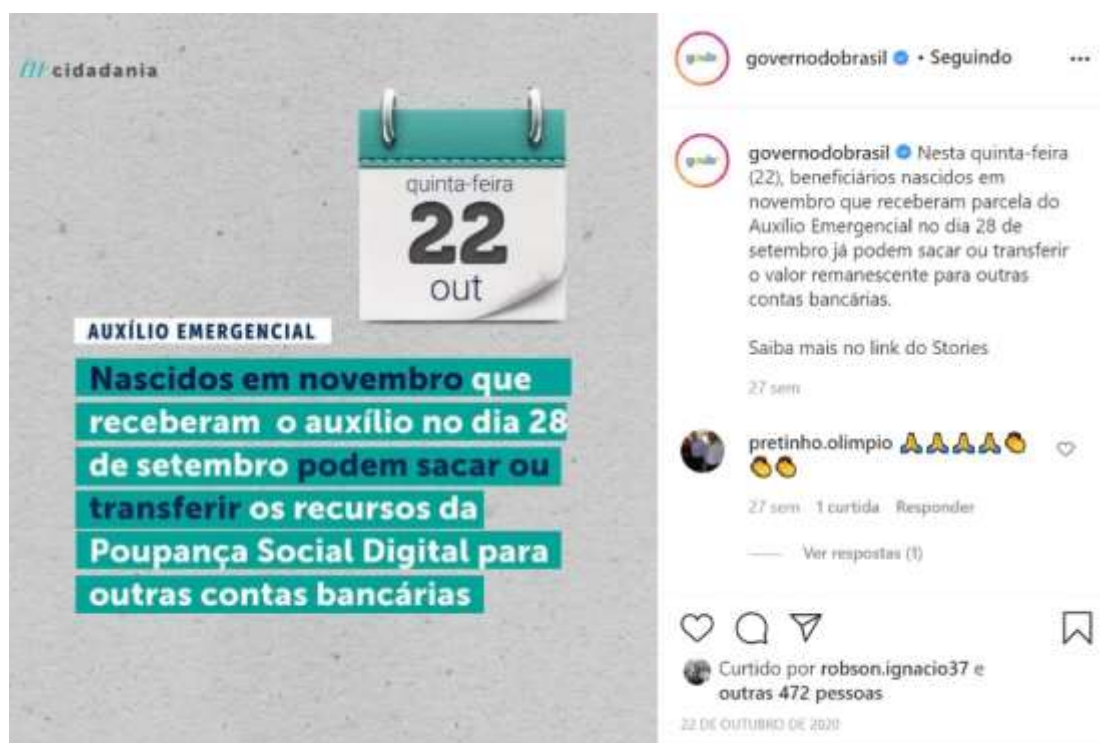 cidadania
quinta-feira
22
out
AUXÍLIO EMERGENCIAL
Nascidos em novembro que
receberam o auxílio no dia 28
de setembro podem sacar ou
transferir os recursos da
Poupança Social Digital para
outras contas bancárias
governodobrasil • Seguindo
governodobrasil Nesta quinta-feira
(22), beneficiários nascidos em
novembro que receberam parcela do
Auxílio Emergencial no dia 28 de
setembro já podem sacar ou transferir
o valor remanescente para outras
contas bancárias.
Saiba mais no link do Stories
27 sem
pretinho.olimpio 🙏🙏🙏🙏👏
👏👏
27 sem 1 curtida Responder
Ver respostas (1)
Curtido por robson.ignacio37 e
outras 472 pessoas
22 DE OUTUBRO DE 2020